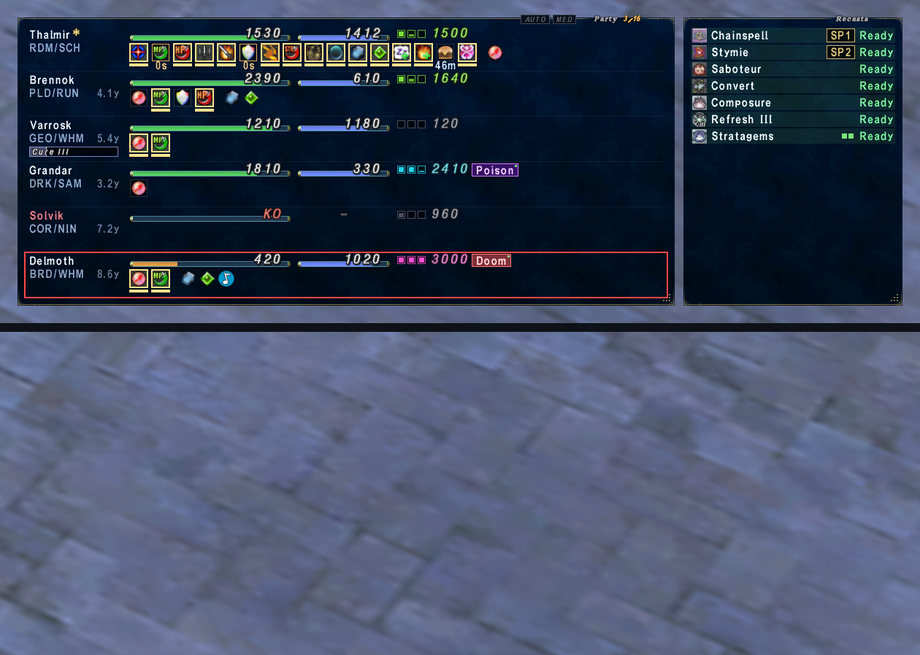 AUTO MED Party 3/16
Thalmir* 1530 1412 1500
RDM/SCH
0s 0s 46m
Brennok 2390 610 1640
PLD/RUN 4.1y
Varrosk 1210 1180 120
GEO/WHM 5.4y
Cure III
Grandar 1810 330 2410 Poison
DRK/SAM 3.2y
Solvik KO – 960
COR/NIN 7.2y
Delmoth 420 1020 3000 Doom
BRD/WHM 8.6y
Recasts
Chainspell SP1 Ready
Stymie SP2 Ready
Saboteur Ready
Convert Ready
Composure Ready
Refresh III Ready
Stratagems Ready